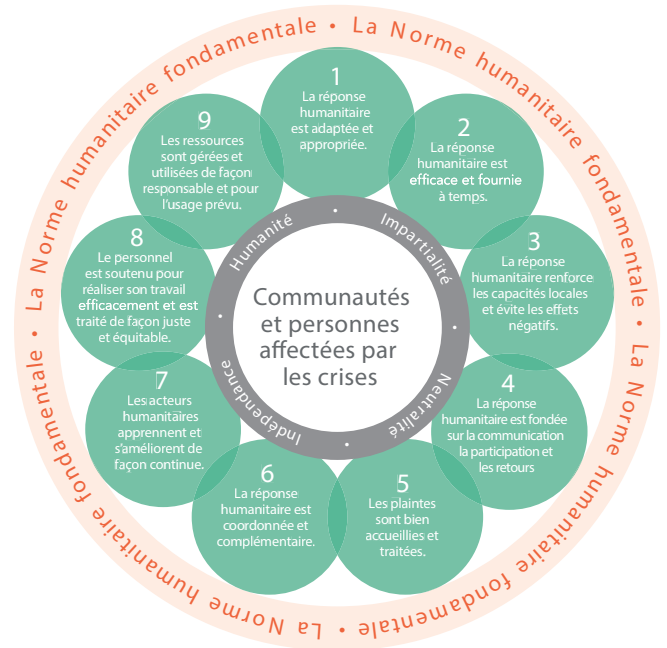 La Norme humanitaire fondamentale • La Norme humanitaire fondamentale • La Norme humanitaire fondamentale • La Norme humanitaire fondamentale •
1
La réponse
humanitaire
est adaptée et
appropriée.
2
La réponse
humanitaire est
efficace et fournie
à temps.
3
La réponse
humanitaire renforce
les capacités locales
et évite les effets
négatifs.
4
La réponse
humanitaire est fondée
sur la communication
la participation et
les retours
5
Les plaintes
sont bien
accueillies et
traitées.
6
La réponse
humanitaire est
coordonnée et
complémentaire.
7
Les acteurs
humanitaires
apprennent et
s'améliorent de
façon continue.
8
Le personnel
est soutenu pour
réaliser son travail
efficacement et est
traité de façon juste
et équitable.
9
Les ressources
sont gérées et
utilisées de façon
responsable et pour
l'usage prévu.
Humanité • Impartialité • Neutralité • Indépendance •
Communautés
et personnes
affectées par
les crises